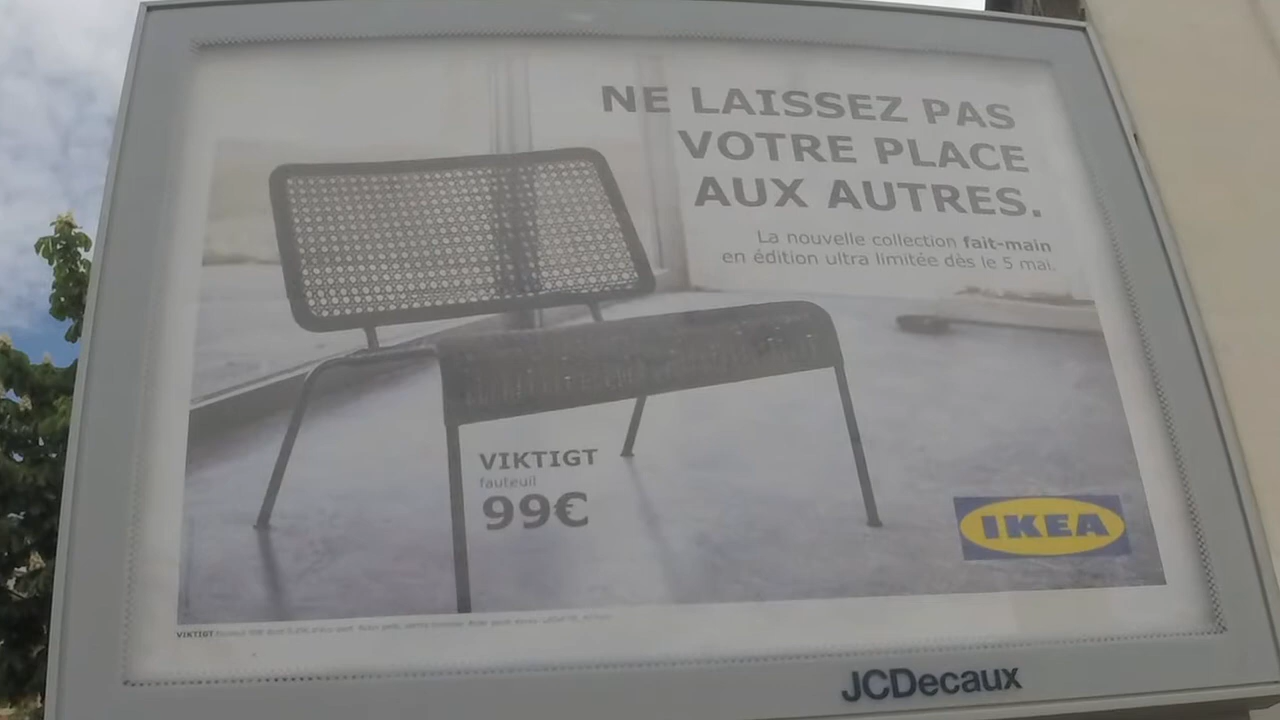 NE LAISSEZ PAS
VOTRE PLACE
AUX AUTRES.
La nouvelle collection fait-main
en édition ultra limitée dès le 5 mai.
VIKTIGT
fauteuil
99€
IKEA
VIKTIGT
JCDecaux